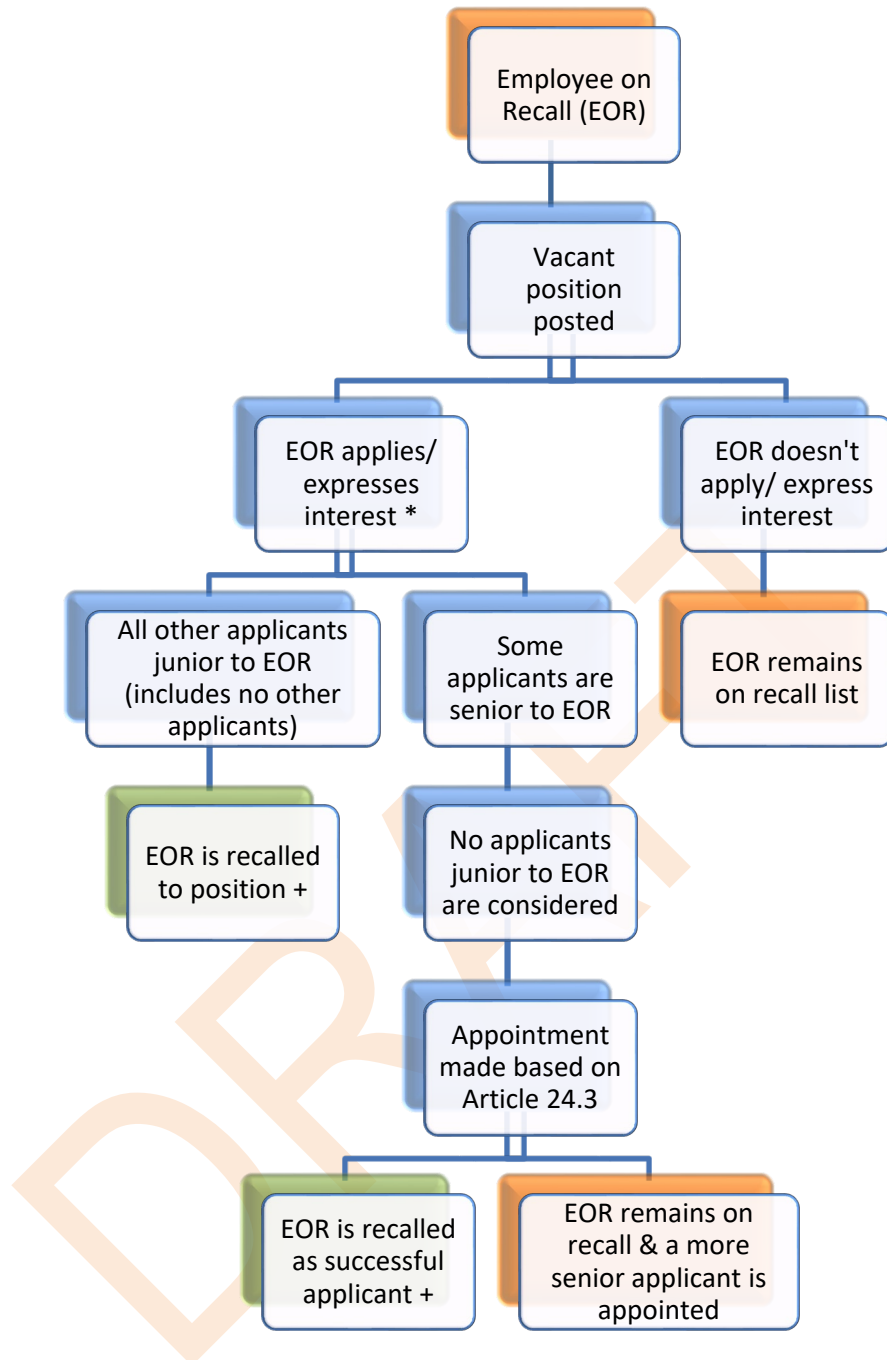 Employee on
Recall (EOR)
Vacant
position
posted
EOR applies/
expresses
interest *
EOR doesn't
apply/ express
interest
All other applicants
junior to EOR
(includes no other
applicants)
Some
applicants are
senior to EOR
EOR remains
on recall list
EOR is recalled
to position +
No applicants
junior to EOR
are considered
Appointment
made based on
Article 24.3
EOR is recalled
as successful
applicant +
EOR remains on
recall & a more
senior applicant is
appointed
DRAFT